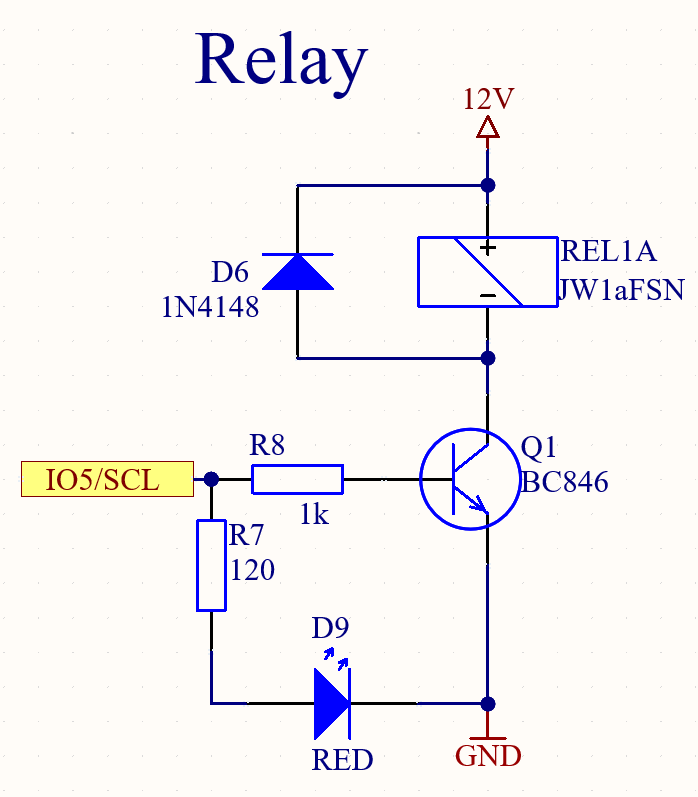 Relay
12V
+
REL1A
JW1aFSN
−
D6
1N4148
R8
1k
Q1
BC846
IO5/SCL
R7
120
D9
RED
GND